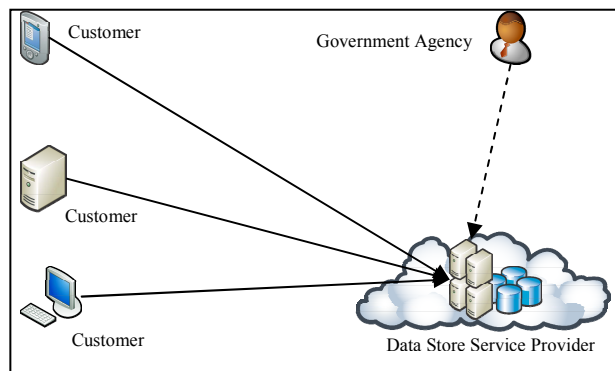 Customer
Government Agency
Customer
Customer
Data Store Service Provider